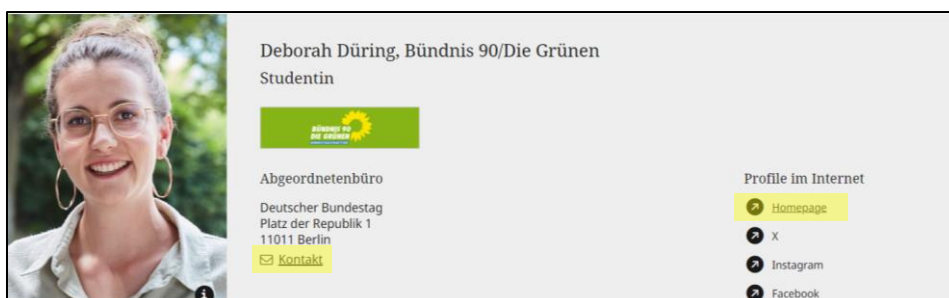 Deborah Düring, Bündnis 90/Die Grünen
Studentin
BÜNDNIS 90
DIE GRÜNEN
Abgeordnetenbüro
Deutscher Bundestag
Platz der Republik 1
11011 Berlin
Kontakt
Profile im Internet
Homepage
X
Instagram
Facebook